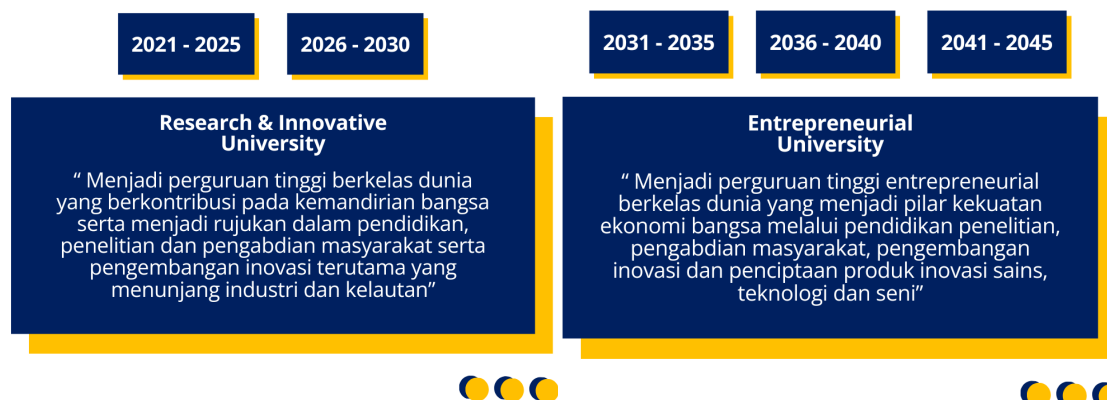 2021 - 2025
2026 - 2030
Research & Innovative
University
“ Menjadi perguruan tinggi berkelas dunia
yang berkontribusi pada kemandirian bangsa
serta menjadi rujukan dalam pendidikan,
penelitian dan pengabdian masyarakat serta
pengembangan inovasi terutama yang
menunjang industri dan kelautan”
2031 - 2035
2036 - 2040
2041 - 2045
Entrepreneurial
University
“ Menjadi perguruan tinggi entrepreneurial
berkelas dunia yang menjadi pilar kekuatan
ekonomi bangsa melalui pendidikan penelitian,
pengabdian masyarakat, pengembangan
inovasi dan penciptaan produk inovasi sains,
teknologi dan seni”